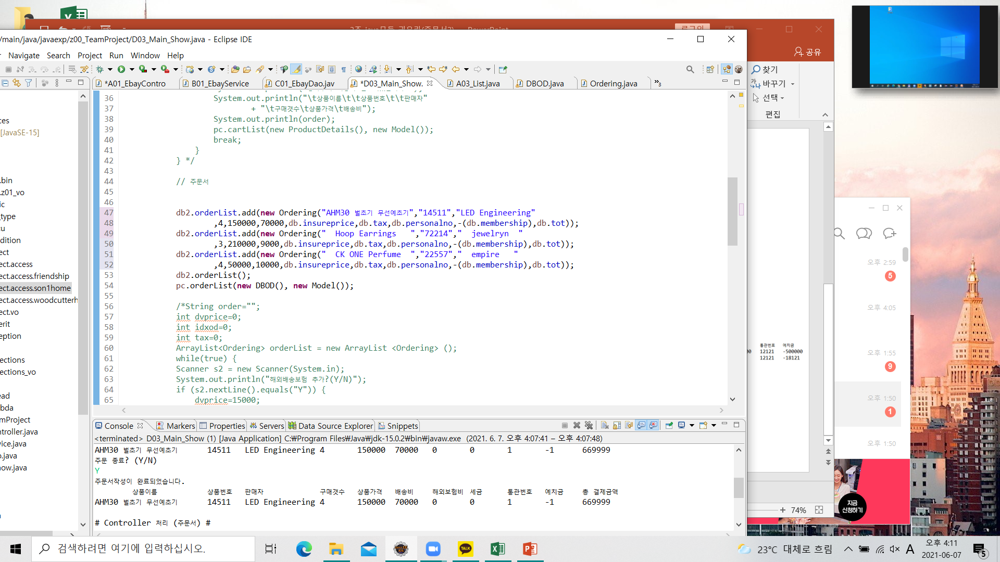 /main/java/javaexp/z00_TeamProject/D03_Main_Show.java - Eclipse IDE
Navigate Search Project Run Window Help
*A01_EbayContro B01_EbayService C01_EbayDao.jav *D03_Main_Show. A03_List.java DBOD.java Ordering.java »3
36 System.out.println("\t상품이름\t\t상품번호\t\t판매자"
37 + "\t구매갯수\t상품가격\t배송비");
38 System.out.println(order);
39 pc.cartList(new ProductDetails(), new Model());
40 break;
41 }
42 } */
43
44 // 주문서
45
46
47 db2.orderList.add(new Ordering("AHM30 벌초기 무선예초기","14511","LED Engineering"
48 ,4,150000,70000,db.insureprice,db.tax,db.personalno,-(db.membership),db.tot));
49 db2.orderList.add(new Ordering("  Hoop Earrings   ","72214","  jewelryn  "
50 ,3,210000,9000,db.insureprice,db.tax,db.personalno,-(db.membership),db.tot));
51 db2.orderList.add(new Ordering("  CK ONE Perfume  ","22557","  empire   "
52 ,4,50000,10000,db.insureprice,db.tax,db.personalno,-(db.membership),db.tot));
53 db2.orderList();
54 pc.orderList(new DBOD(), new Model());
55
56 /*String order="";
57 int dvprice=0;
58 int idxod=0;
59 int tax=0;
60 ArrayList<Ordering> orderList = new ArrayList <Ordering> ();
61 while(true) {
62 Scanner s2 = new Scanner(System.in);
63 System.out.println("해외배송보험 추가?(Y/N)");
64 if (s2.nextLine().equals("Y")) {
65 dvprice=15000;
ces
[JavaSE-15]
.bin
.z01_vo
ic
_type
cu
dition
ect
ect.access
ect.access.friendship
ect.access.son1home
ect.access.woodcutterh
ect.vo
erit
eption
ections
ections_vo
ead
bda
mProject
ntroller.java
vice.java
o.java
how.java
Console Markers Properties Servers Data Source Explorer Snippets
<terminated> D03_Main_Show (1) [Java Application] C:₩Program Files₩Java₩jdk-15.0.2₩bin₩javaw.exe (2021. 6. 7. 오후 4:07:41 – 오후 4:07:48)
AHM30 벌초기 무선예초기 14511 LED Engineering 4 150000 70000 0 0 1 -1 669999
주문 종료? (Y/N)
Y
주문서작성이 완료되었습니다.
상품이름 상품번호 판매자 구매갯수 상품가격 배송비 해외보험비 세금 통관번호 예치금 총 결제금액
AHM30 벌초기 무선예초기 14511 LED Engineering 4 150000 70000 0 0 1 -1 669999
# Controller 처리 (주문서) #
공유
찾기
바꾸기
선택
편집
통관번호 예치금
00 12121 -500000
12121 -18121
74%
오후 2:59
5
오후 4:05
오후 1:55
9
오후 1:50
1
오후 1:50
지금
신청하기
검색하려면 여기에 입력하십시오.
TALK
23°C 대체로 흐림
A
오후 4:11
2021-06-07
5